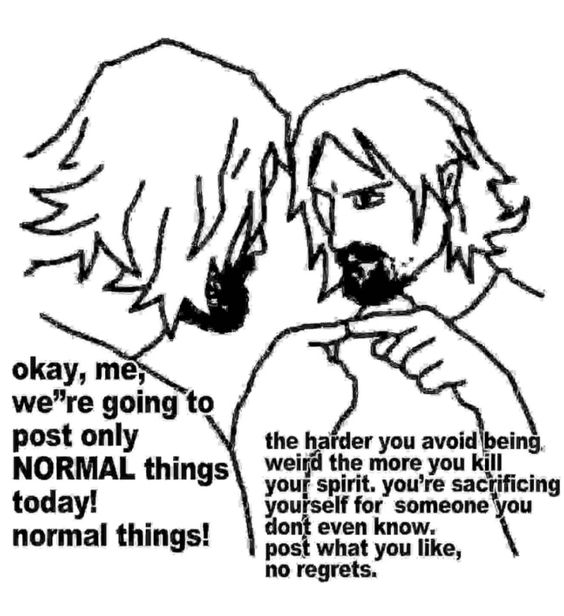 okay, me,
we"re going to
post only
NORMAL things
today!
normal things!
the harder you avoid being
weird the more you kill
your spirit. you're sacrificing
yourself for someone you
dont even know.
post what you like,
no regrets.